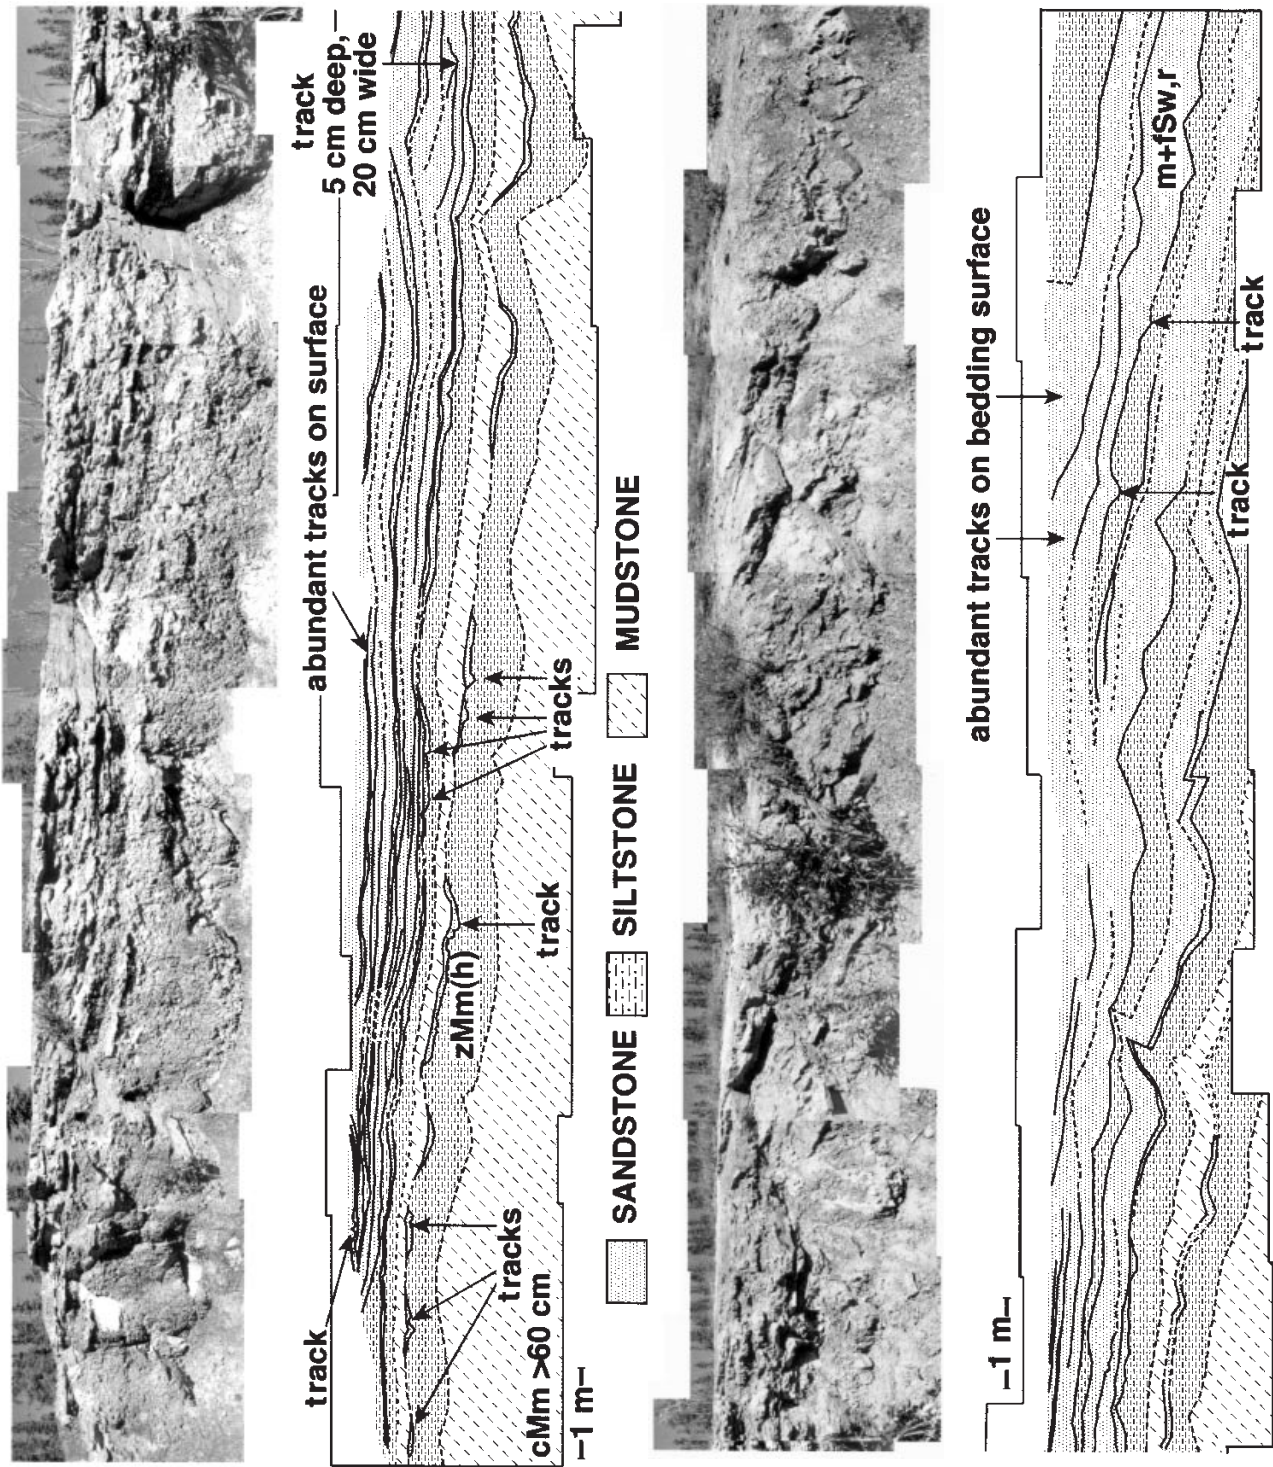 track
5 cm deep,
20 cm wide
abundant tracks on surface
track
tracks
zMm(h)
track
tracks
cMm >60 cm
1 m
SANDSTONE
SILTSTONE
MUDSTONE
abundant tracks on bedding surface
m+fSw,r
track
track
1 m